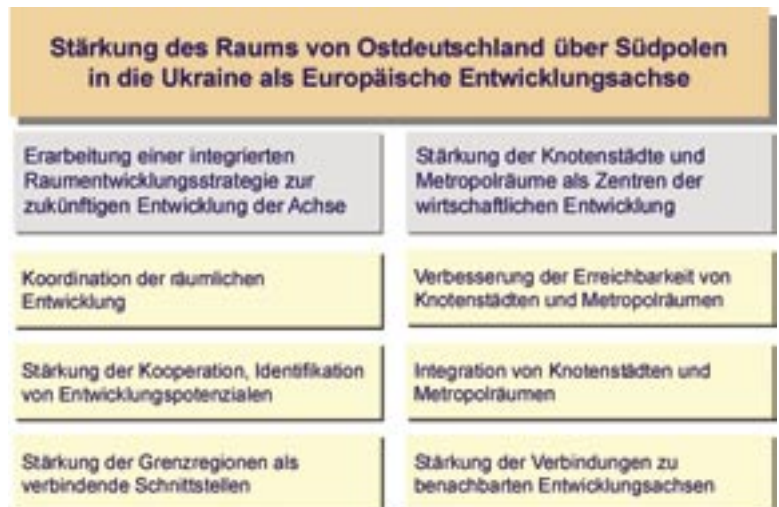 Stärkung des Raums von Ostdeutschland über Südpolen
in die Ukraine als Europäische Entwicklungsachse
Erarbeitung einer integrierten
Raumentwicklungsstrategie zur
zukünftigen Entwicklung der Achse
Stärkung der Knotenstädte und
Metropolräume als Zentren der
wirtschaftlichen Entwicklung
Koordination der räumlichen
Entwicklung
Verbesserung der Erreichbarkeit von
Knotenstädten und Metropolräumen
Stärkung der Kooperation, Identifikation
von Entwicklungspotenzialen
Integration von Knotenstädten und
Metropolräumen
Stärkung der Grenzregionen als
verbindende Schnittstellen
Stärkung der Verbindungen zu
benachbarten Entwicklungsachsen